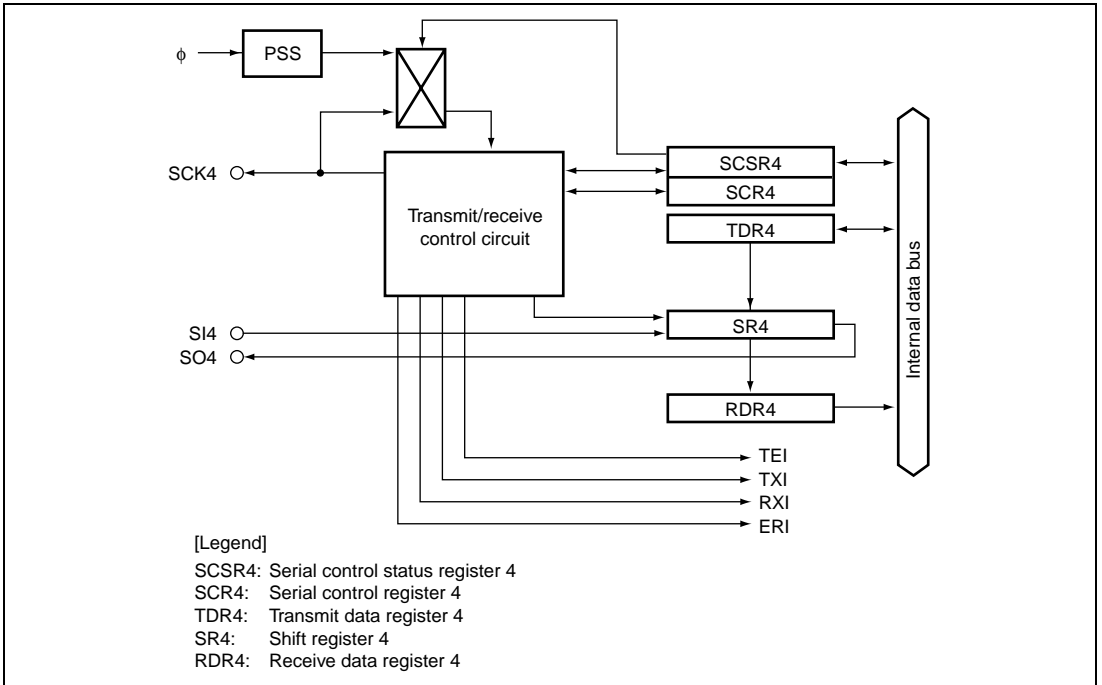 ϕ
PSS
SCK4
Transmit/receive
control circuit
SCSR4
SCR4
TDR4
SI4
SO4
SR4
RDR4
Internal data bus
TEI
TXI
RXI
ERI
[Legend]
SCSR4: Serial control status register 4
SCR4: Serial control register 4
TDR4: Transmit data register 4
SR4: Shift register 4
RDR4: Receive data register 4